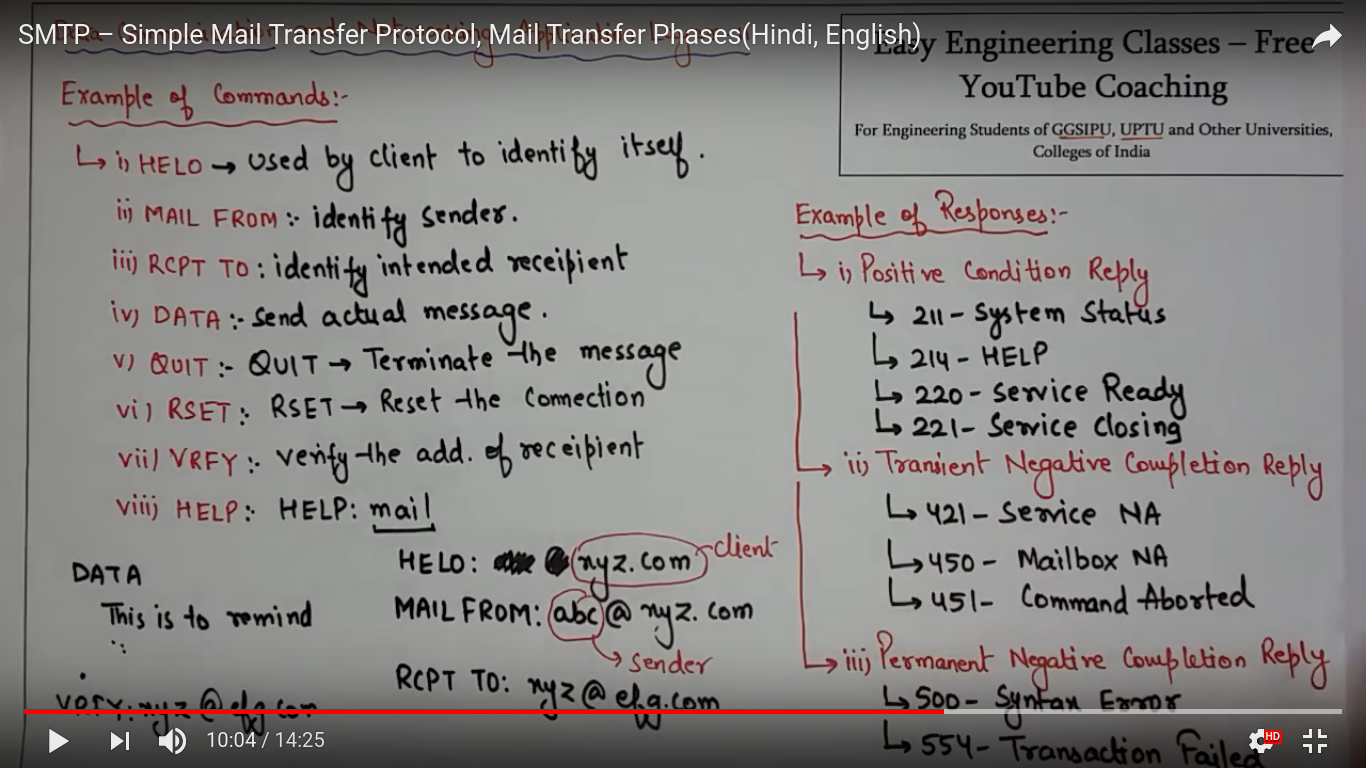 SMTP – Simple Mail Transfer Protocol, Mail Transfer Phases(Hindi, English)
Easy Engineering Classes – Free
YouTube Coaching
For Engineering Students of GGSIPU, UPTU and Other Universities,
Colleges of India
Example of Commands:-
i) HELO → used by client to identify itself.
ii) MAIL FROM:- identify sender.
iii) RCPT TO: identify intended receipient
iv) DATA:- send actual message.
v) QUIT:- QUIT → Terminate the message
vi) RSET:- RSET → Reset the Connection
vii) VRFY:- verify the add. of receipient
viii) HELP:- HELP: mail
DATA
This is to remind
HELO: xyz.com client
MAIL FROM: abc@xyz.com
sender
RCPT TO: xyz@efg.com
VRFY: xyz@efg.com
Example of Responses:-
i) Positive Condition Reply
211- System Status
214- HELP
220- Service Ready
221- Service Closing
ii) Transient Negative Completion Reply
421- Service NA
450- Mailbox NA
451- Command Aborted
iii) Permanent Negative Completion Reply
500- Syntax Error
554- Transaction Failed
10:04 / 14:25
HD